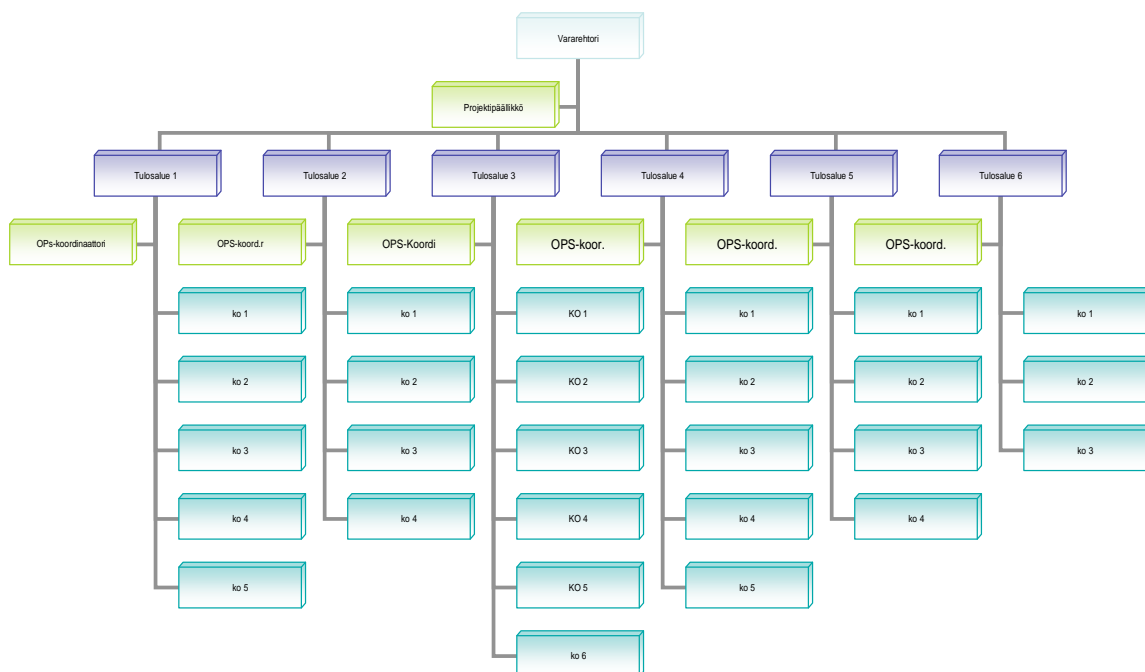 Vararehtori
Projektipäällikkö
Tulosalue 1
Tulosalue 2
Tulosalue 3
Tulosalue 4
Tulosalue 5
Tulosalue 6
OPs-koordinaattori
OPS-koord.r
OPS-Koordi
OPS-koor.
OPS-koord.
OPS-koord.
ko 1
ko 1
KO 1
ko 1
ko 1
ko 1
ko 2
ko 2
KO 2
ko 2
ko 2
ko 2
ko 3
ko 3
KO 3
ko 3
ko 3
ko 3
ko 4
ko 4
KO 4
ko 4
ko 4
ko 5
KO 5
ko 5
ko 6